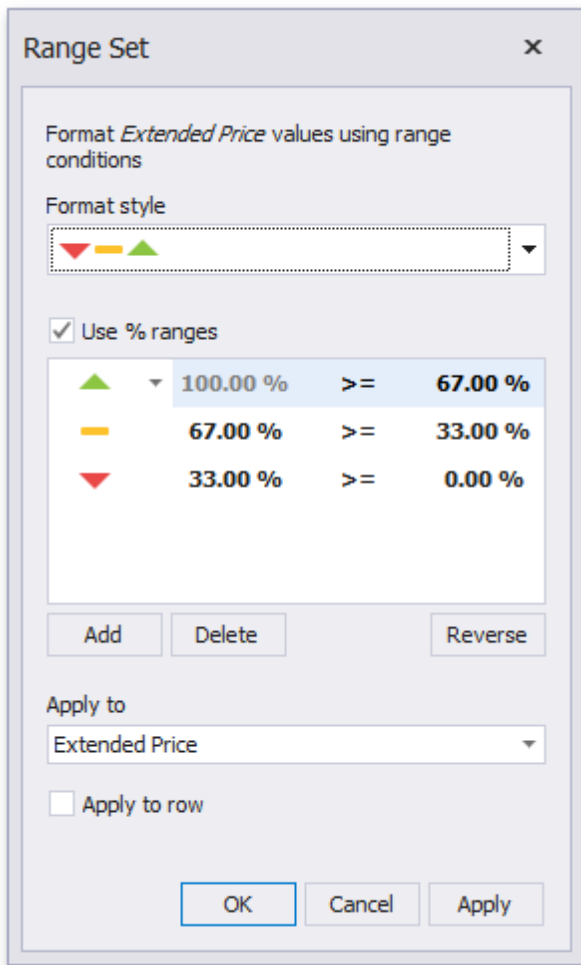 Range Set
Format Extended Price values using range
conditions
Format style
Use % ranges
100.00 % >= 67.00 %
67.00 % >= 33.00 %
33.00 % >= 0.00 %
Add Delete Reverse
Apply to
Extended Price
Apply to row
OK Cancel Apply